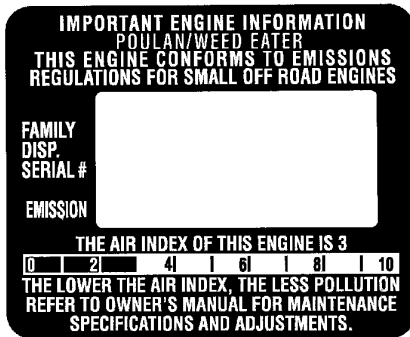 IMPORTANT ENGINE INFORMATION
POULAN/WEED EATER
THIS ENGINE CONFORMS TO EMISSIONS
REGULATIONS FOR SMALL OFF ROAD ENGINES
FAMILY
DISP.
SERIAL #
EMISSION
THE AIR INDEX OF THIS ENGINE IS 3
0 2 4 6 8 10
THE LOWER THE AIR INDEX, THE LESS POLLUTION
REFER TO OWNER'S MANUAL FOR MAINTENANCE
SPECIFICATIONS AND ADJUSTMENTS.